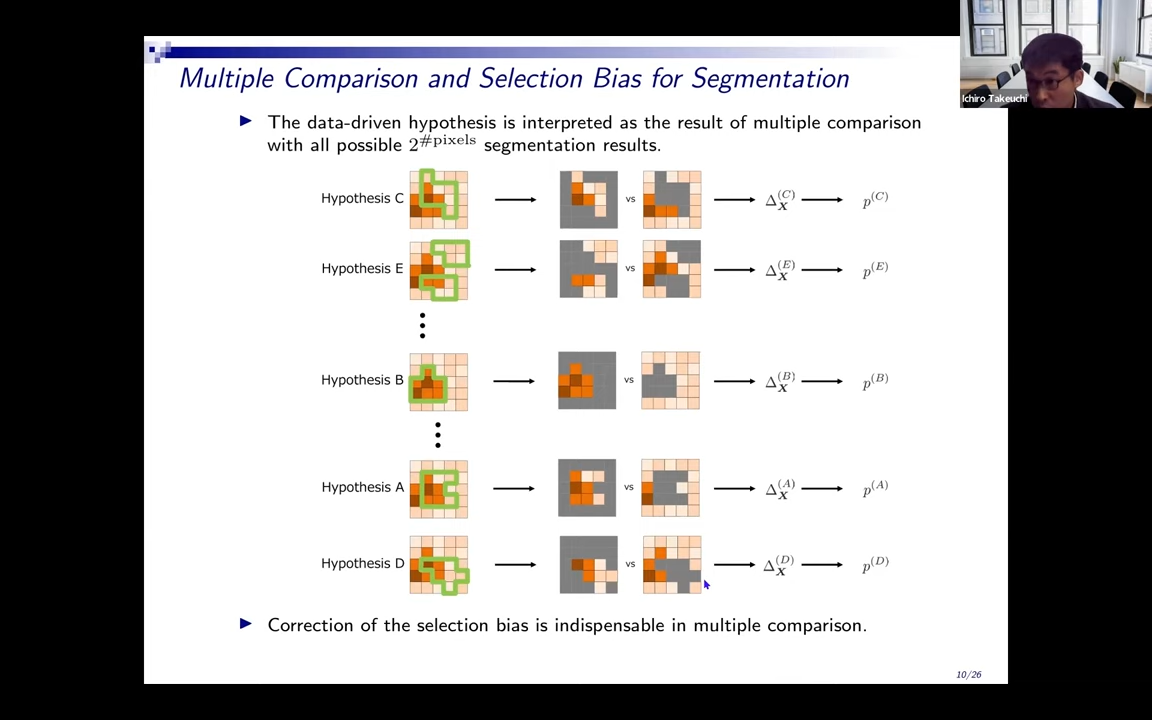 Multiple Comparison and Selection Bias for Segmentation
Ichiro Takeuchi
The data-driven hypothesis is interpreted as the result of multiple comparison
with all possible 2^{#pixels} segmentation results.
Hypothesis C vs Δ_X^{(C)} p^{(C)}
Hypothesis E vs Δ_X^{(E)} p^{(E)}
Hypothesis B vs Δ_X^{(B)} p^{(B)}
Hypothesis A vs Δ_X^{(A)} p^{(A)}
Hypothesis D vs Δ_X^{(D)} p^{(D)}
Correction of the selection bias is indispensable in multiple comparison.
10/26